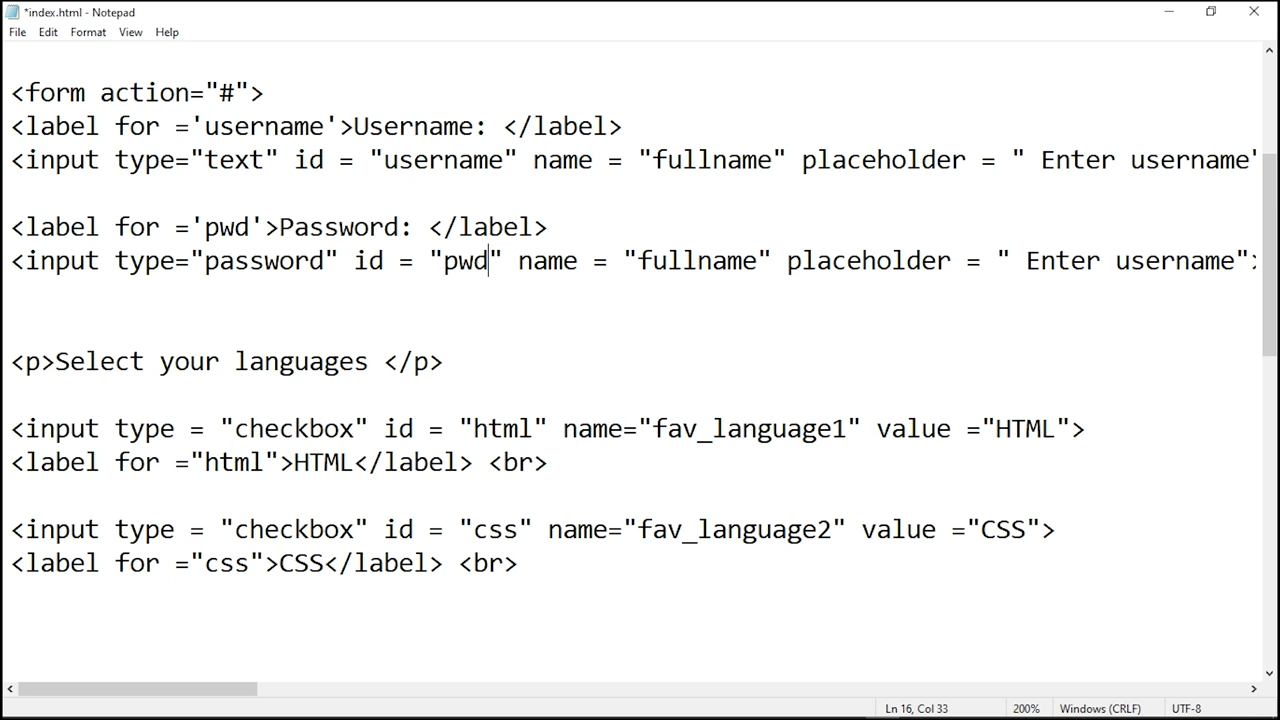 *index.html - Notepad
File Edit Format View Help
<form action="#">
<label for ='username'>Username: </label>
<input type="text" id = "username" name = "fullname" placeholder = " Enter username"
<label for ='pwd'>Password: </label>
<input type="password" id = "pwd" name = "fullname" placeholder = " Enter username">
<p>Select your languages </p>
<input type = "checkbox" id = "html" name="fav_language1" value ="HTML">
<label for ="html">HTML</label> <br>
<input type = "checkbox" id = "css" name="fav_language2" value ="CSS">
<label for ="css">CSS</label> <br>
Ln 16, Col 33 200% Windows (CRLF) UTF-8